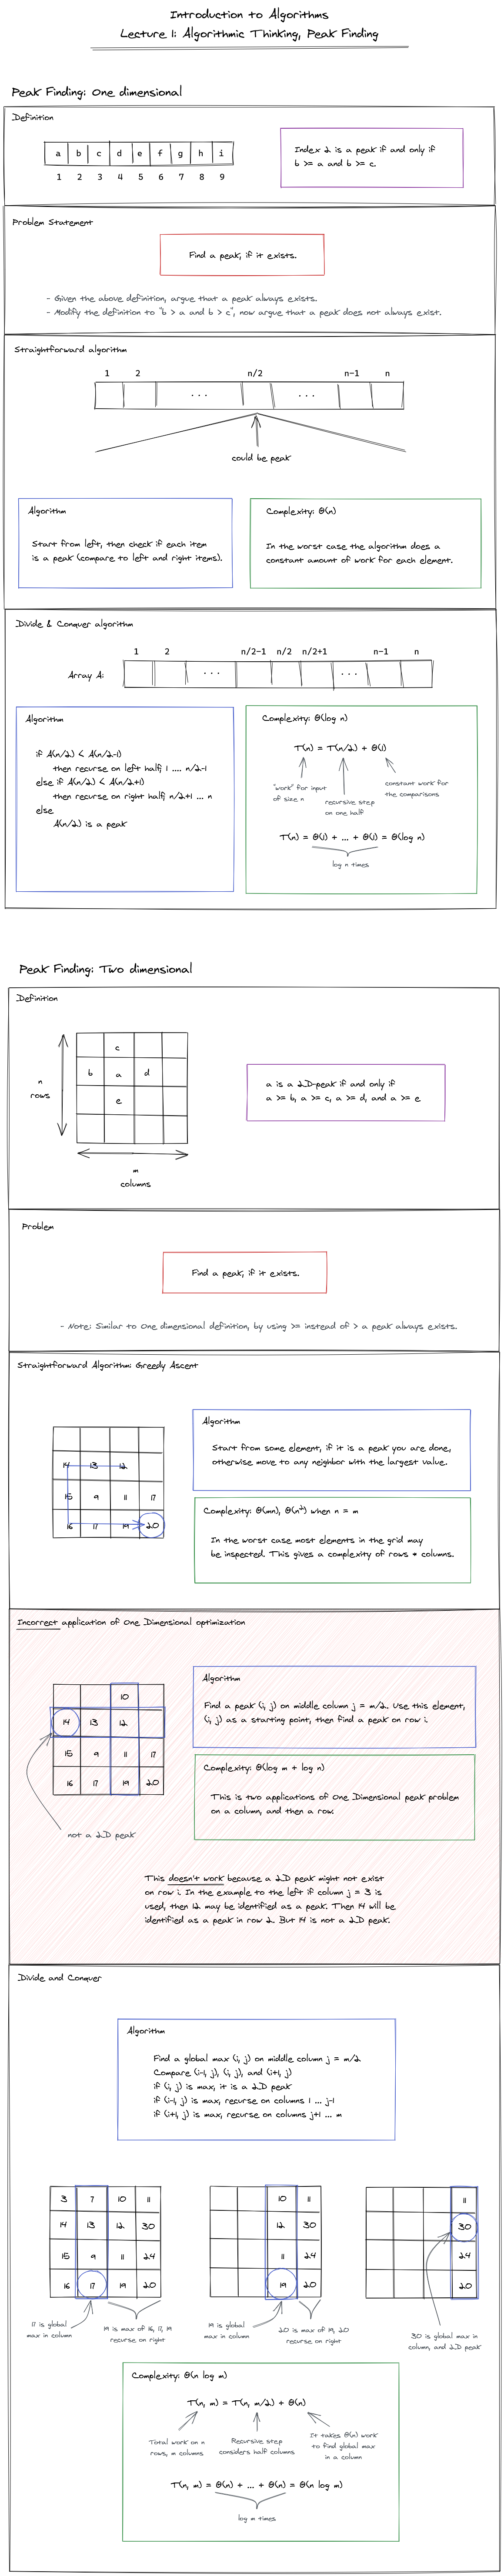 Introduction to Algorithms
Lecture 1: Algorithmic Thinking, Peak Finding
Peak Finding: One dimensional
Definition
a b c d e f g h i
1 2 3 4 5 6 7 8 9
Index 2 is a peak if and only if
b >= a and b >= c.
Problem Statement
Find a peak, if it exists.
- Given the above definition, argue that a peak always exists.
- Modify the definition to "b > a and b > c", now argue that a peak does not always exist.
Straightforward algorithm
1 2 n/2 n-1 n
... ...
could be peak
Algorithm
Start from left, then check if each item
is a peak (compare to left and right items).
Complexity: Θ(n)
In the worst case the algorithm does a
constant amount of work for each element.
Divide & Conquer algorithm
1 2 n/2-1 n/2 n/2+1 n-1 n
Array A:
... ...
Algorithm
if A(n/2) < A(n/2-1)
then recurse on left half, 1 .... n/2-1
else if A(n/2) < A(n/2+1)
then recurse on right half, n/2+1 ... n
else
A(n/2) is a peak
Complexity: Θ(log n)
T(n) = T(n/2) + Θ(1)
"work" for input
of size n
recursive step
on one half
constant work for
the comparisons
T(n) = Θ(1) + ... + Θ(1) = Θ(log n)
log n times
Peak Finding: Two dimensional
Definition
n
rows
c
b a d
e
m
columns
a is a 2D-peak if and only if
a >= b, a >= c, a >= d, and a >= e
Problem
Find a peak, if it exists.
- Note: Similar to One dimensional definition, by using >= instead of > a peak always exists.
Straightforward Algorithm: Greedy Ascent
14 13 12
15 9 11 17
16 17 19 20
Algorithm
Start from some element, if it is a peak you are done,
otherwise move to any neighbor with the largest value.
Complexity: Θ(mn), Θ(n²) when n = m
In the worst case most elements in the grid may
be inspected. This gives a complexity of rows * columns.
Incorrect application of One Dimensional optimization
10
14 13 12
15 9 11 17
16 17 19 20
not a 2D peak
Algorithm
Find a peak (i, j) on middle column j = m/2. Use this element,
(i, j) as a starting point, then find a peak on row i.
Complexity: Θ(log m + log n)
This is two applications of One Dimensional peak problem
on a column, and then a row.
This doesn't work because a 2D peak might not exist
on row i. In the example to the left if column j = 3 is
used, then 12 may be identified as a peak. Then 14 will be
identified as a peak in row 2. But 14 is not a 2D peak.
Divide and Conquer
Algorithm
Find a global max (i, j) on middle column j = m/2
Compare (i-1, j), (i, j), and (i+1, j)
if (i, j) is max, it is a 2D peak
if (i-1, j) is max, recurse on columns 1 ... j-1
if (i+1, j) is max, recurse on columns j+1 ... m
3 7 10 11
14 13 12 30
15 9 11 24
16 17 19 20
17 is global
max in column
19 is max of 16, 17, 19
recurse on right
10 11
12 30
11 24
19 20
19 is global
max in column
20 is max of 19, 20
recurse on right
11
30
24
20
30 is global max in
column, and 2D peak
Complexity: Θ(n log m)
T(n, m) = T(n, m/2) + Θ(n)
Total work on n
rows, m columns
Recursive step
considers half columns
It takes Θ(n) work
to find global max
in a column
T(n, m) = Θ(n) + ... + Θ(n) = Θ(n log m)
log m times